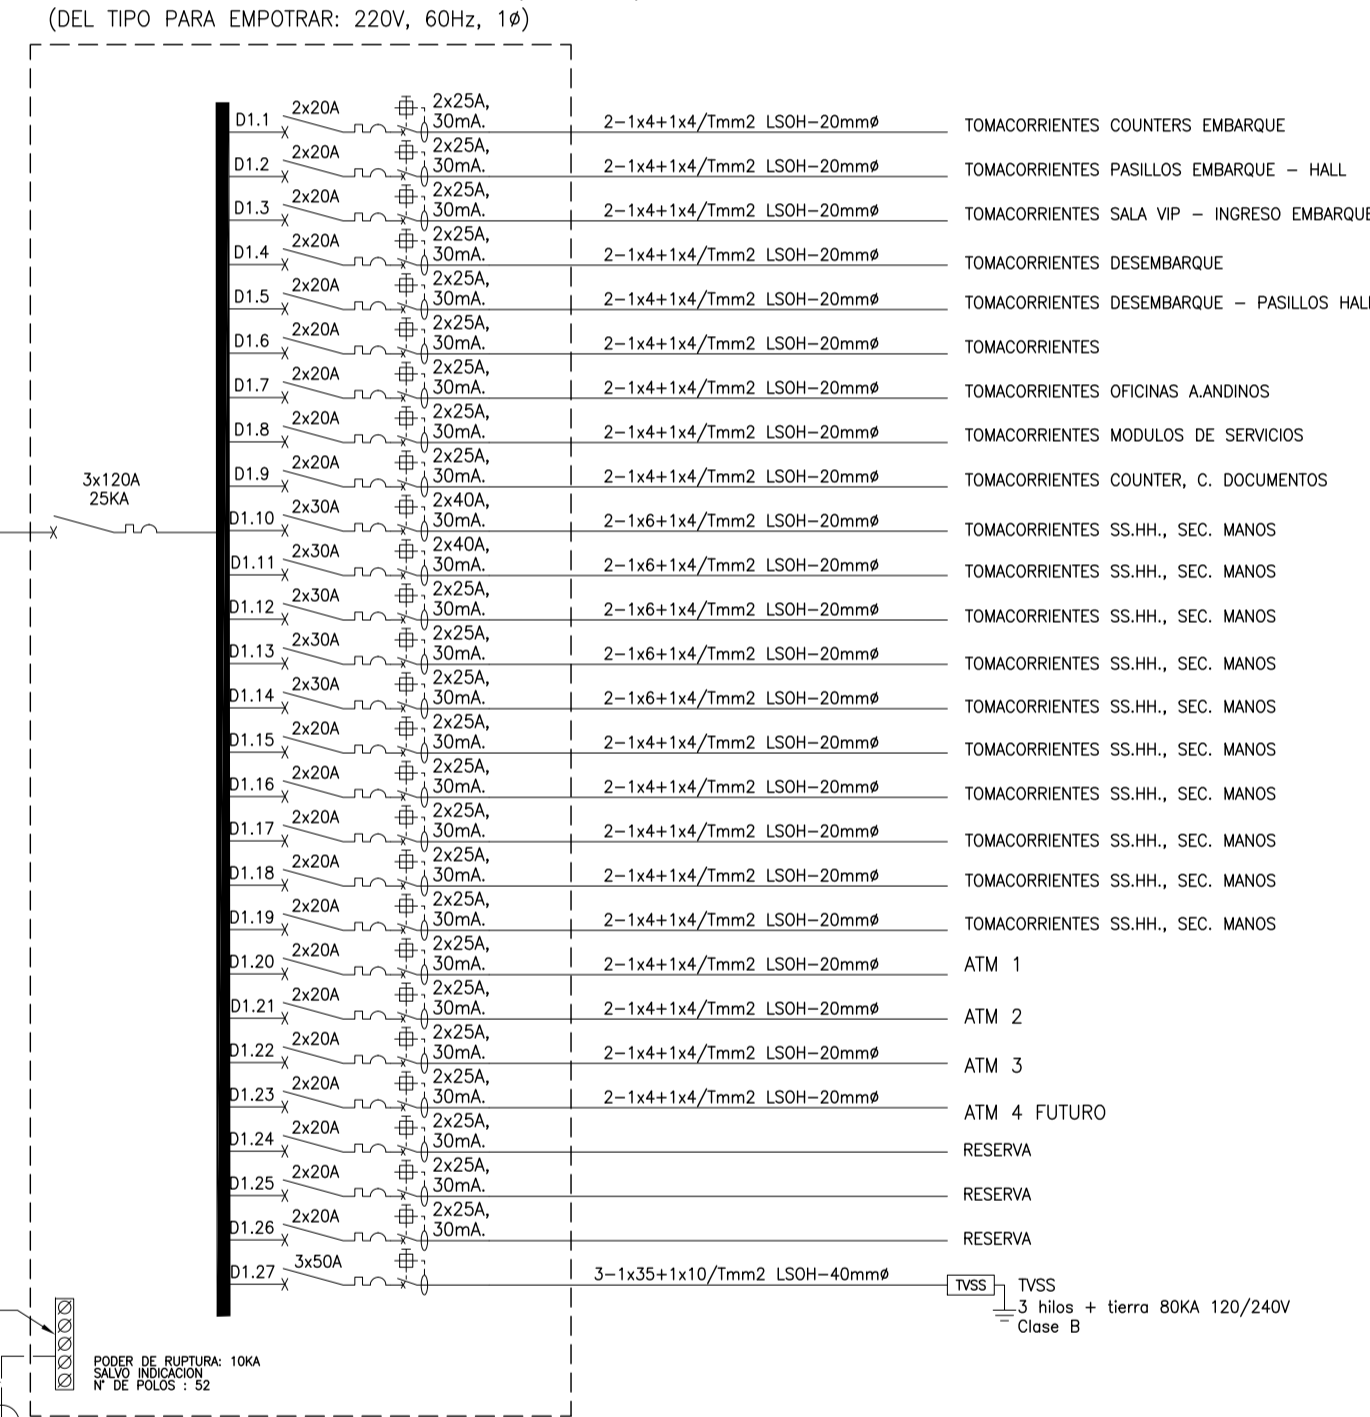 (DEL TIPO PARA EMPOTRAR: 220V, 60Hz, 1ø)
D1.1 2x20A 2x25A, 30mA. 2-1x4+1x4/Tmm2 LSOH-20mmø TOMACORRIENTES COUNTERS EMBARQUE
D1.2 2x20A 2x25A, 30mA. 2-1x4+1x4/Tmm2 LSOH-20mmø TOMACORRIENTES PASILLOS EMBARQUE - HALL
D1.3 2x20A 2x25A, 30mA. 2-1x4+1x4/Tmm2 LSOH-20mmø TOMACORRIENTES SALA VIP - INGRESO EMBARQUE
D1.4 2x20A 2x25A, 30mA. 2-1x4+1x4/Tmm2 LSOH-20mmø TOMACORRIENTES DESEMBARQUE
D1.5 2x20A 2x25A, 30mA. 2-1x4+1x4/Tmm2 LSOH-20mmø TOMACORRIENTES DESEMBARQUE - PASILLOS HALL
D1.6 2x20A 2x25A, 30mA. 2-1x4+1x4/Tmm2 LSOH-20mmø TOMACORRIENTES
D1.7 2x20A 2x25A, 30mA. 2-1x4+1x4/Tmm2 LSOH-20mmø TOMACORRIENTES OFICINAS A.ANDINOS
D1.8 2x20A 2x25A, 30mA. 2-1x4+1x4/Tmm2 LSOH-20mmø TOMACORRIENTES MODULOS DE SERVICIOS
D1.9 2x20A 2x25A, 30mA. 2-1x4+1x4/Tmm2 LSOH-20mmø TOMACORRIENTES COUNTER, C. DOCUMENTOS
3x120A
25KA
D1.10 2x30A 2x40A, 30mA. 2-1x6+1x4/Tmm2 LSOH-20mmø TOMACORRIENTES SS.HH., SEC. MANOS
D1.11 2x30A 2x40A, 30mA. 2-1x6+1x4/Tmm2 LSOH-20mmø TOMACORRIENTES SS.HH., SEC. MANOS
D1.12 2x30A 2x25A, 30mA. 2-1x6+1x4/Tmm2 LSOH-20mmø TOMACORRIENTES SS.HH., SEC. MANOS
D1.13 2x30A 2x25A, 30mA. 2-1x6+1x4/Tmm2 LSOH-20mmø TOMACORRIENTES SS.HH., SEC. MANOS
D1.14 2x30A 2x25A, 30mA. 2-1x6+1x4/Tmm2 LSOH-20mmø TOMACORRIENTES SS.HH., SEC. MANOS
D1.15 2x20A 2x25A, 30mA. 2-1x4+1x4/Tmm2 LSOH-20mmø TOMACORRIENTES SS.HH., SEC. MANOS
D1.16 2x20A 2x25A, 30mA. 2-1x4+1x4/Tmm2 LSOH-20mmø TOMACORRIENTES SS.HH., SEC. MANOS
D1.17 2x20A 2x25A, 30mA. 2-1x4+1x4/Tmm2 LSOH-20mmø TOMACORRIENTES SS.HH., SEC. MANOS
D1.18 2x20A 2x25A, 30mA. 2-1x4+1x4/Tmm2 LSOH-20mmø TOMACORRIENTES SS.HH., SEC. MANOS
D1.19 2x20A 2x25A, 30mA. 2-1x4+1x4/Tmm2 LSOH-20mmø TOMACORRIENTES SS.HH., SEC. MANOS
D1.20 2x20A 2x25A, 30mA. 2-1x4+1x4/Tmm2 LSOH-20mmø ATM 1
D1.21 2x20A 2x25A, 30mA. 2-1x4+1x4/Tmm2 LSOH-20mmø ATM 2
D1.22 2x20A 2x25A, 30mA. 2-1x4+1x4/Tmm2 LSOH-20mmø ATM 3
D1.23 2x20A 2x25A, 30mA. 2-1x4+1x4/Tmm2 LSOH-20mmø ATM 4 FUTURO
D1.24 2x20A 2x25A, 30mA. RESERVA
D1.25 2x20A 2x25A, 30mA. RESERVA
D1.26 2x20A 2x25A, 30mA. RESERVA
D1.27 3x50A 3-1x35+1x10/Tmm2 LSOH-40mmø TVSS TVSS
3 hilos + tierra 80KA 120/240V
Clase B
PODER DE RUPTURA: 10KA
SALVO INDICACION
N° DE POLOS : 52